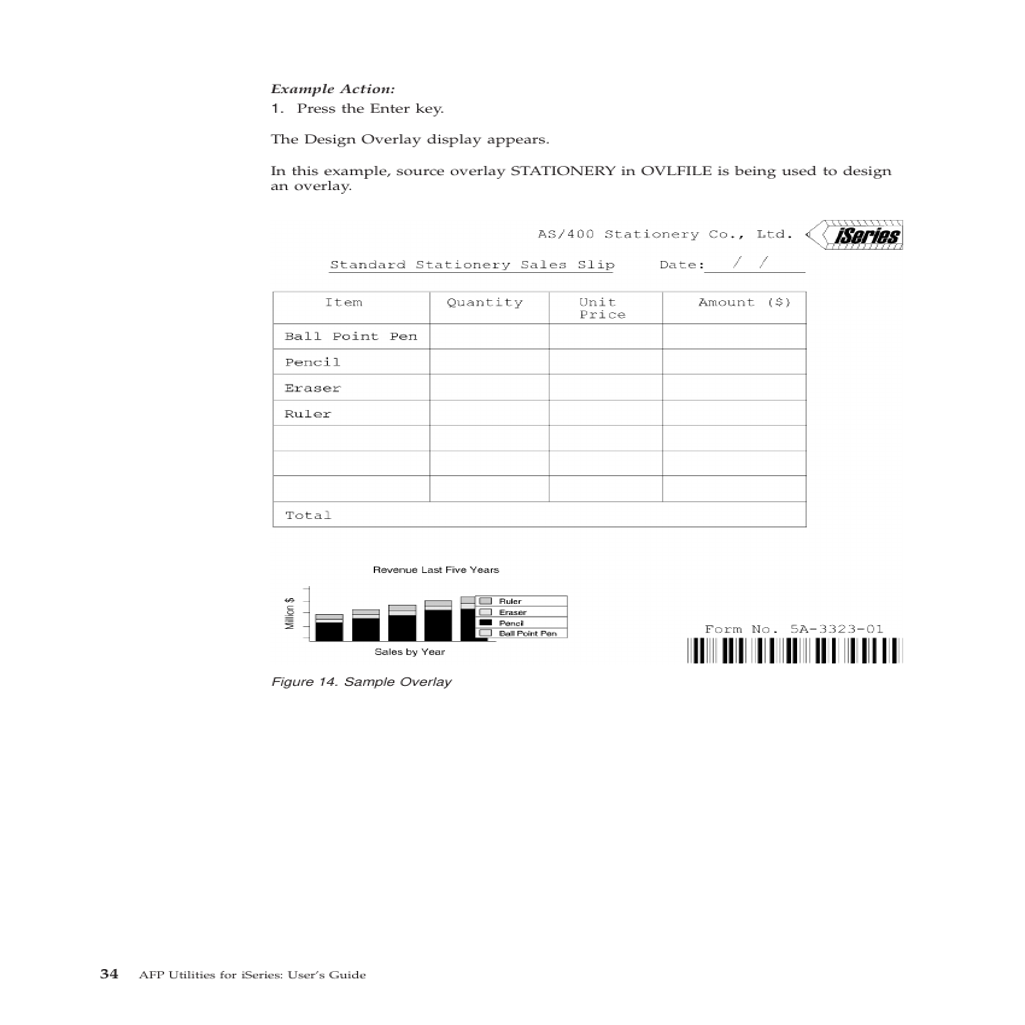 Example Action:
1. Press the Enter key.
The Design Overlay display appears.
In this example, source overlay STATIONERY in OVLFILE is being used to design
an overlay.
AS/400 Stationery Co., Ltd. iSeries
Standard Stationery Sales Slip Date: / /
Item Quantity Unit Price Amount ($)
Ball Point Pen
Pencil
Eraser
Ruler
Total
Revenue Last Five Years
Million $
Ruler
Eraser
Pencil
Ball Point Pen
Sales by Year
Form No. 5A-3323-01
Figure 14. Sample Overlay
34 AFP Utilities for iSeries: User's Guide